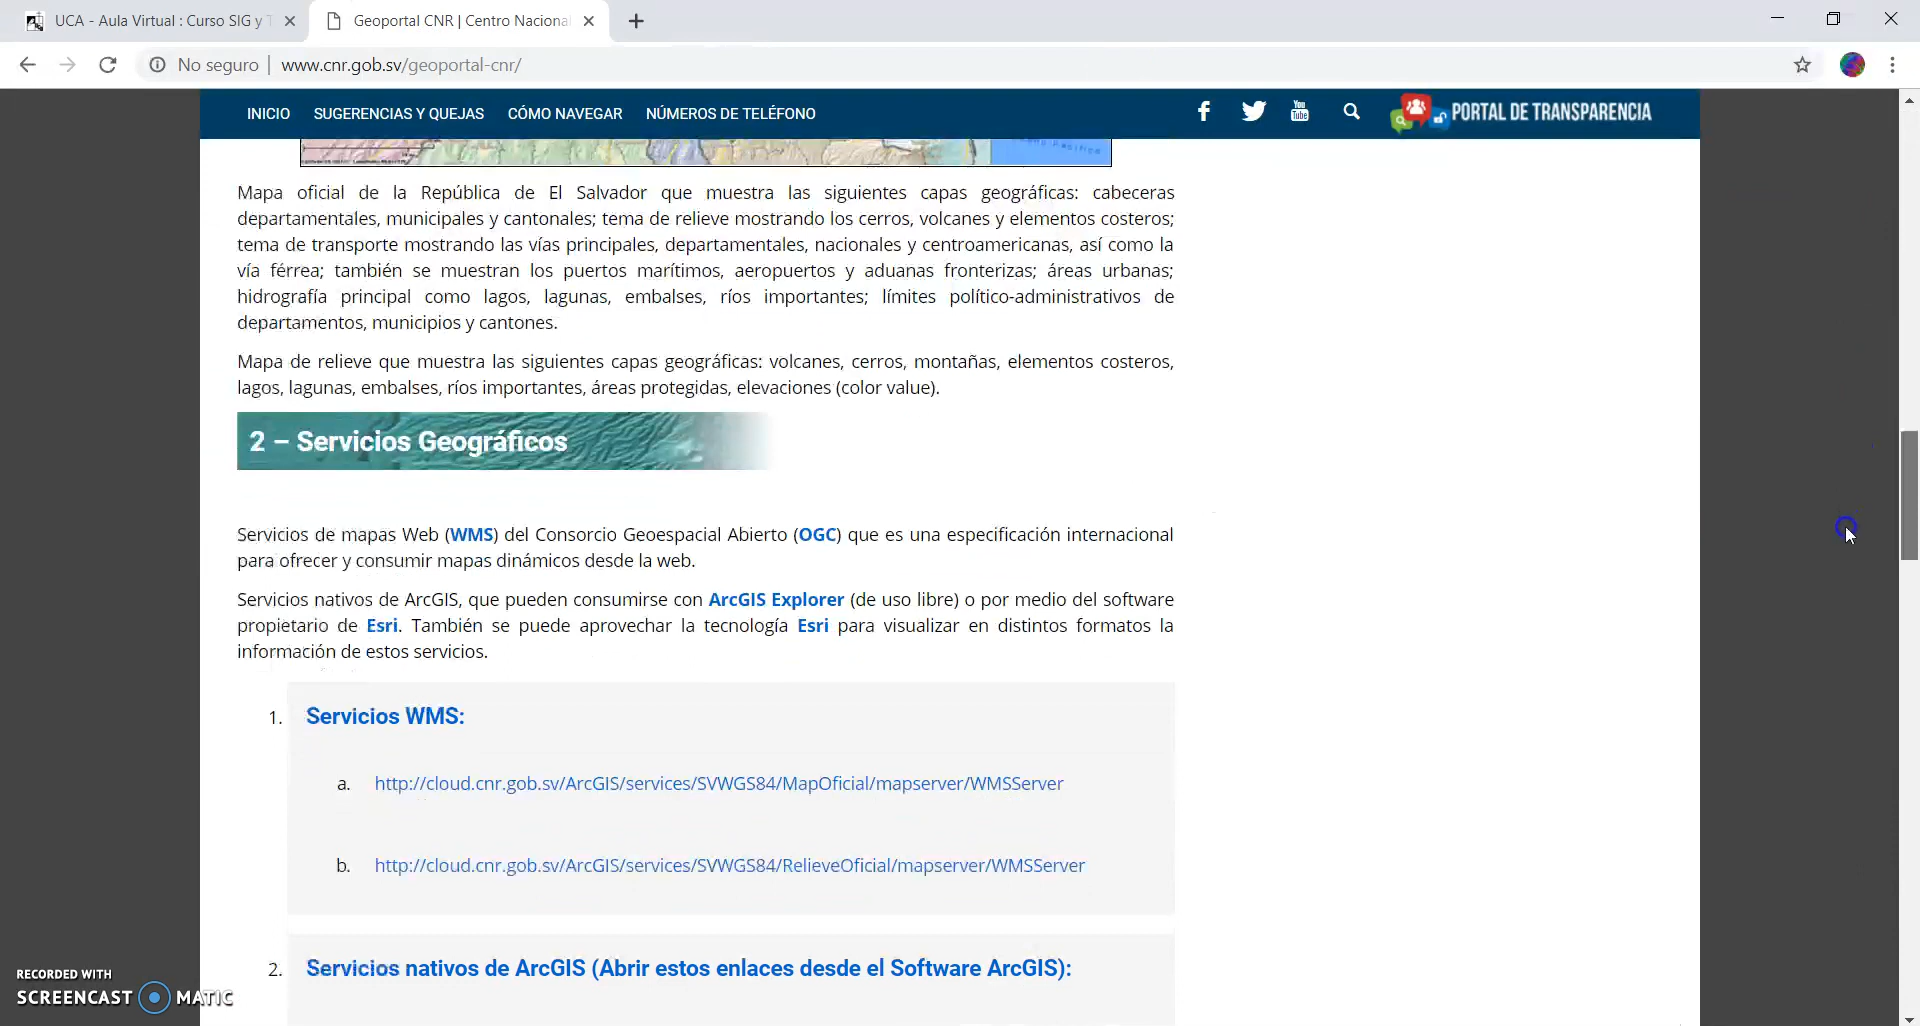 UCA - Aula Virtual : Curso SIG y T
Geoportal CNR | Centro Nacional
No seguro
www.cnr.gob.sv/geoportal-cnr/
INICIO SUGERENCIAS Y QUEJAS CÓMO NAVEGAR NÚMEROS DE TELÉFONO
You Tube
PORTAL DE TRANSPARENCIA
Mapa oficial de la República de El Salvador que muestra las siguientes capas geográficas: cabeceras
departamentales, municipales y cantonales; tema de relieve mostrando los cerros, volcanes y elementos costeros;
tema de transporte mostrando las vías principales, departamentales, nacionales y centroamericanas, así como la
vía férrea; también se muestran los puertos marítimos, aeropuertos y aduanas fronterizas; áreas urbanas;
hidrografía principal como lagos, lagunas, embalses, ríos importantes; límites político-administrativos de
departamentos, municipios y cantones.
Mapa de relieve que muestra las siguientes capas geográficas: volcanes, cerros, montañas, elementos costeros,
lagos, lagunas, embalses, ríos importantes, áreas protegidas, elevaciones (color value).
2 – Servicios Geográficos
Servicios de mapas Web (WMS) del Consorcio Geoespacial Abierto (OGC) que es una especificación internacional
para ofrecer y consumir mapas dinámicos desde la web.
Servicios nativos de ArcGIS, que pueden consumirse con ArcGIS Explorer (de uso libre) o por medio del software
propietario de Esri. También se puede aprovechar la tecnología Esri para visualizar en distintos formatos la
información de estos servicios.
1. Servicios WMS:
a. http://cloud.cnr.gob.sv/ArcGIS/services/SVWGS84/MapOficial/mapserver/WMSServer
b. http://cloud.cnr.gob.sv/ArcGIS/services/SVWGS84/RelieveOficial/mapserver/WMSServer
2. Servicios nativos de ArcGIS (Abrir estos enlaces desde el Software ArcGIS):
RECORDED WITH
SCREENCAST MATIC